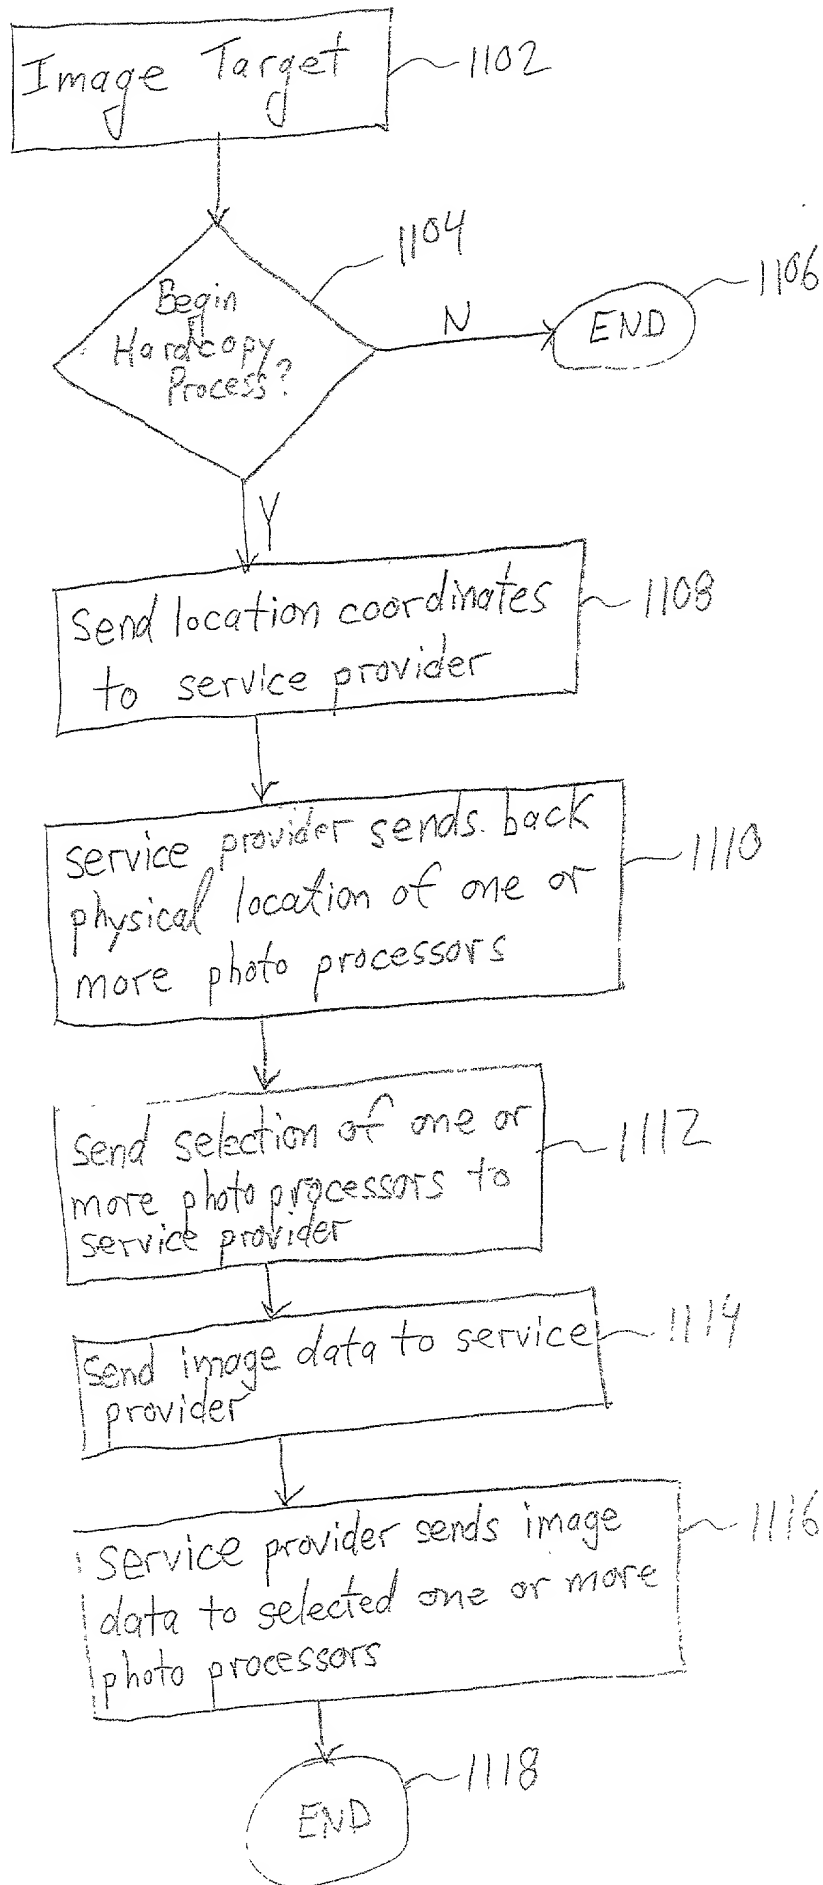 Image Target
1102
1104
Begin
Hardcopy
Process?
N
END
1106
Y
send location coordinates
to service provider
1108
service provider sends back
physical location of one or
more photo processors
1110
send selection of one or
more photo processors to
service provider
1112
send image data to service
provider
1114
service provider sends image
data to selected one or more
photo processors
1116
END
1118